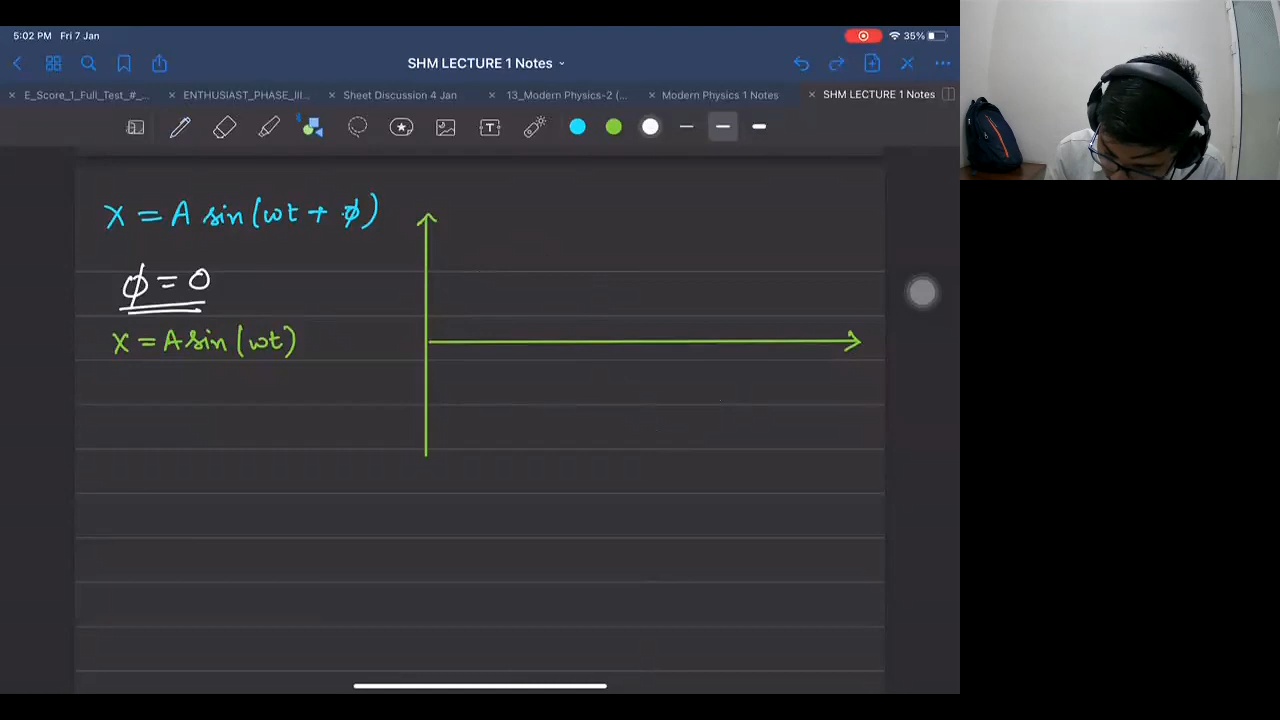 5:02 PM Fri 7 Jan
35%
SHM LECTURE 1 Notes
E_Score_1_Full_Test_#_...
ENTHUSIAST_PHASE_III...
Sheet Discussion 4 Jan
13_Modern Physics-2 (...
Modern Physics 1 Notes
SHM LECTURE 1 Notes
x = A sin(ωt + φ)
φ = 0
x = A sin(ωt)